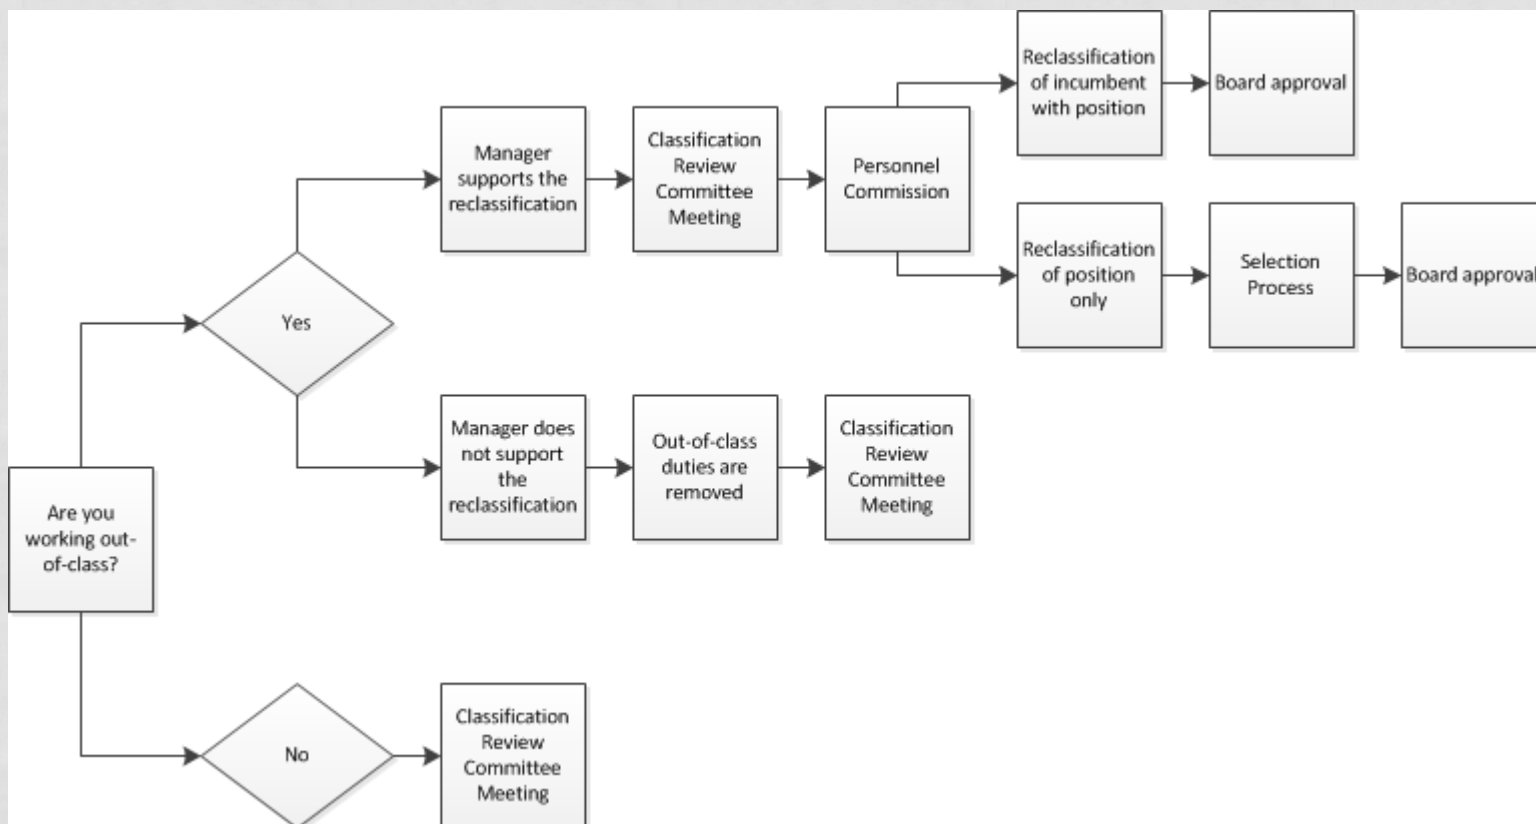 Reclassification
of incumbent
with position
Board approval
Manager
supports the
reclassification
Classification
Review
Committee
Meeting
Personnel
Commission
Reclassification
of position
only
Selection
Process
Board approval
Yes
Manager does
not support
the
reclassification
Out-of-class
duties are
removed
Classification
Review
Committee
Meeting
Are you
working out-
of-class?
No
Classification
Review
Committee
Meeting